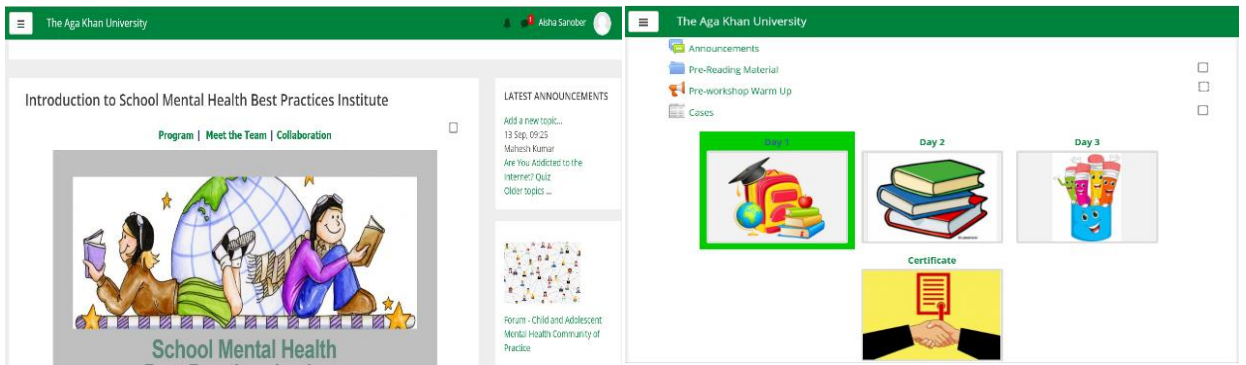 The Aga Khan University
Aisha Sanober
Introduction to School Mental Health Best Practices Institute
Program | Meet the Team | Collaboration
School Mental Health
LATEST ANNOUNCEMENTS
Add a new topic...
13 Sep, 09:25
Mahesh Kumar
Are You Addicted to the
Internet? Quiz
Older topics ...
Forum - Child and Adolescent
Mental Health Community of
Practice
The Aga Khan University
Announcements
Pre-Reading Material
Pre-workshop Warm Up
Cases
Day 1
Day 2
Day 3
Certificate